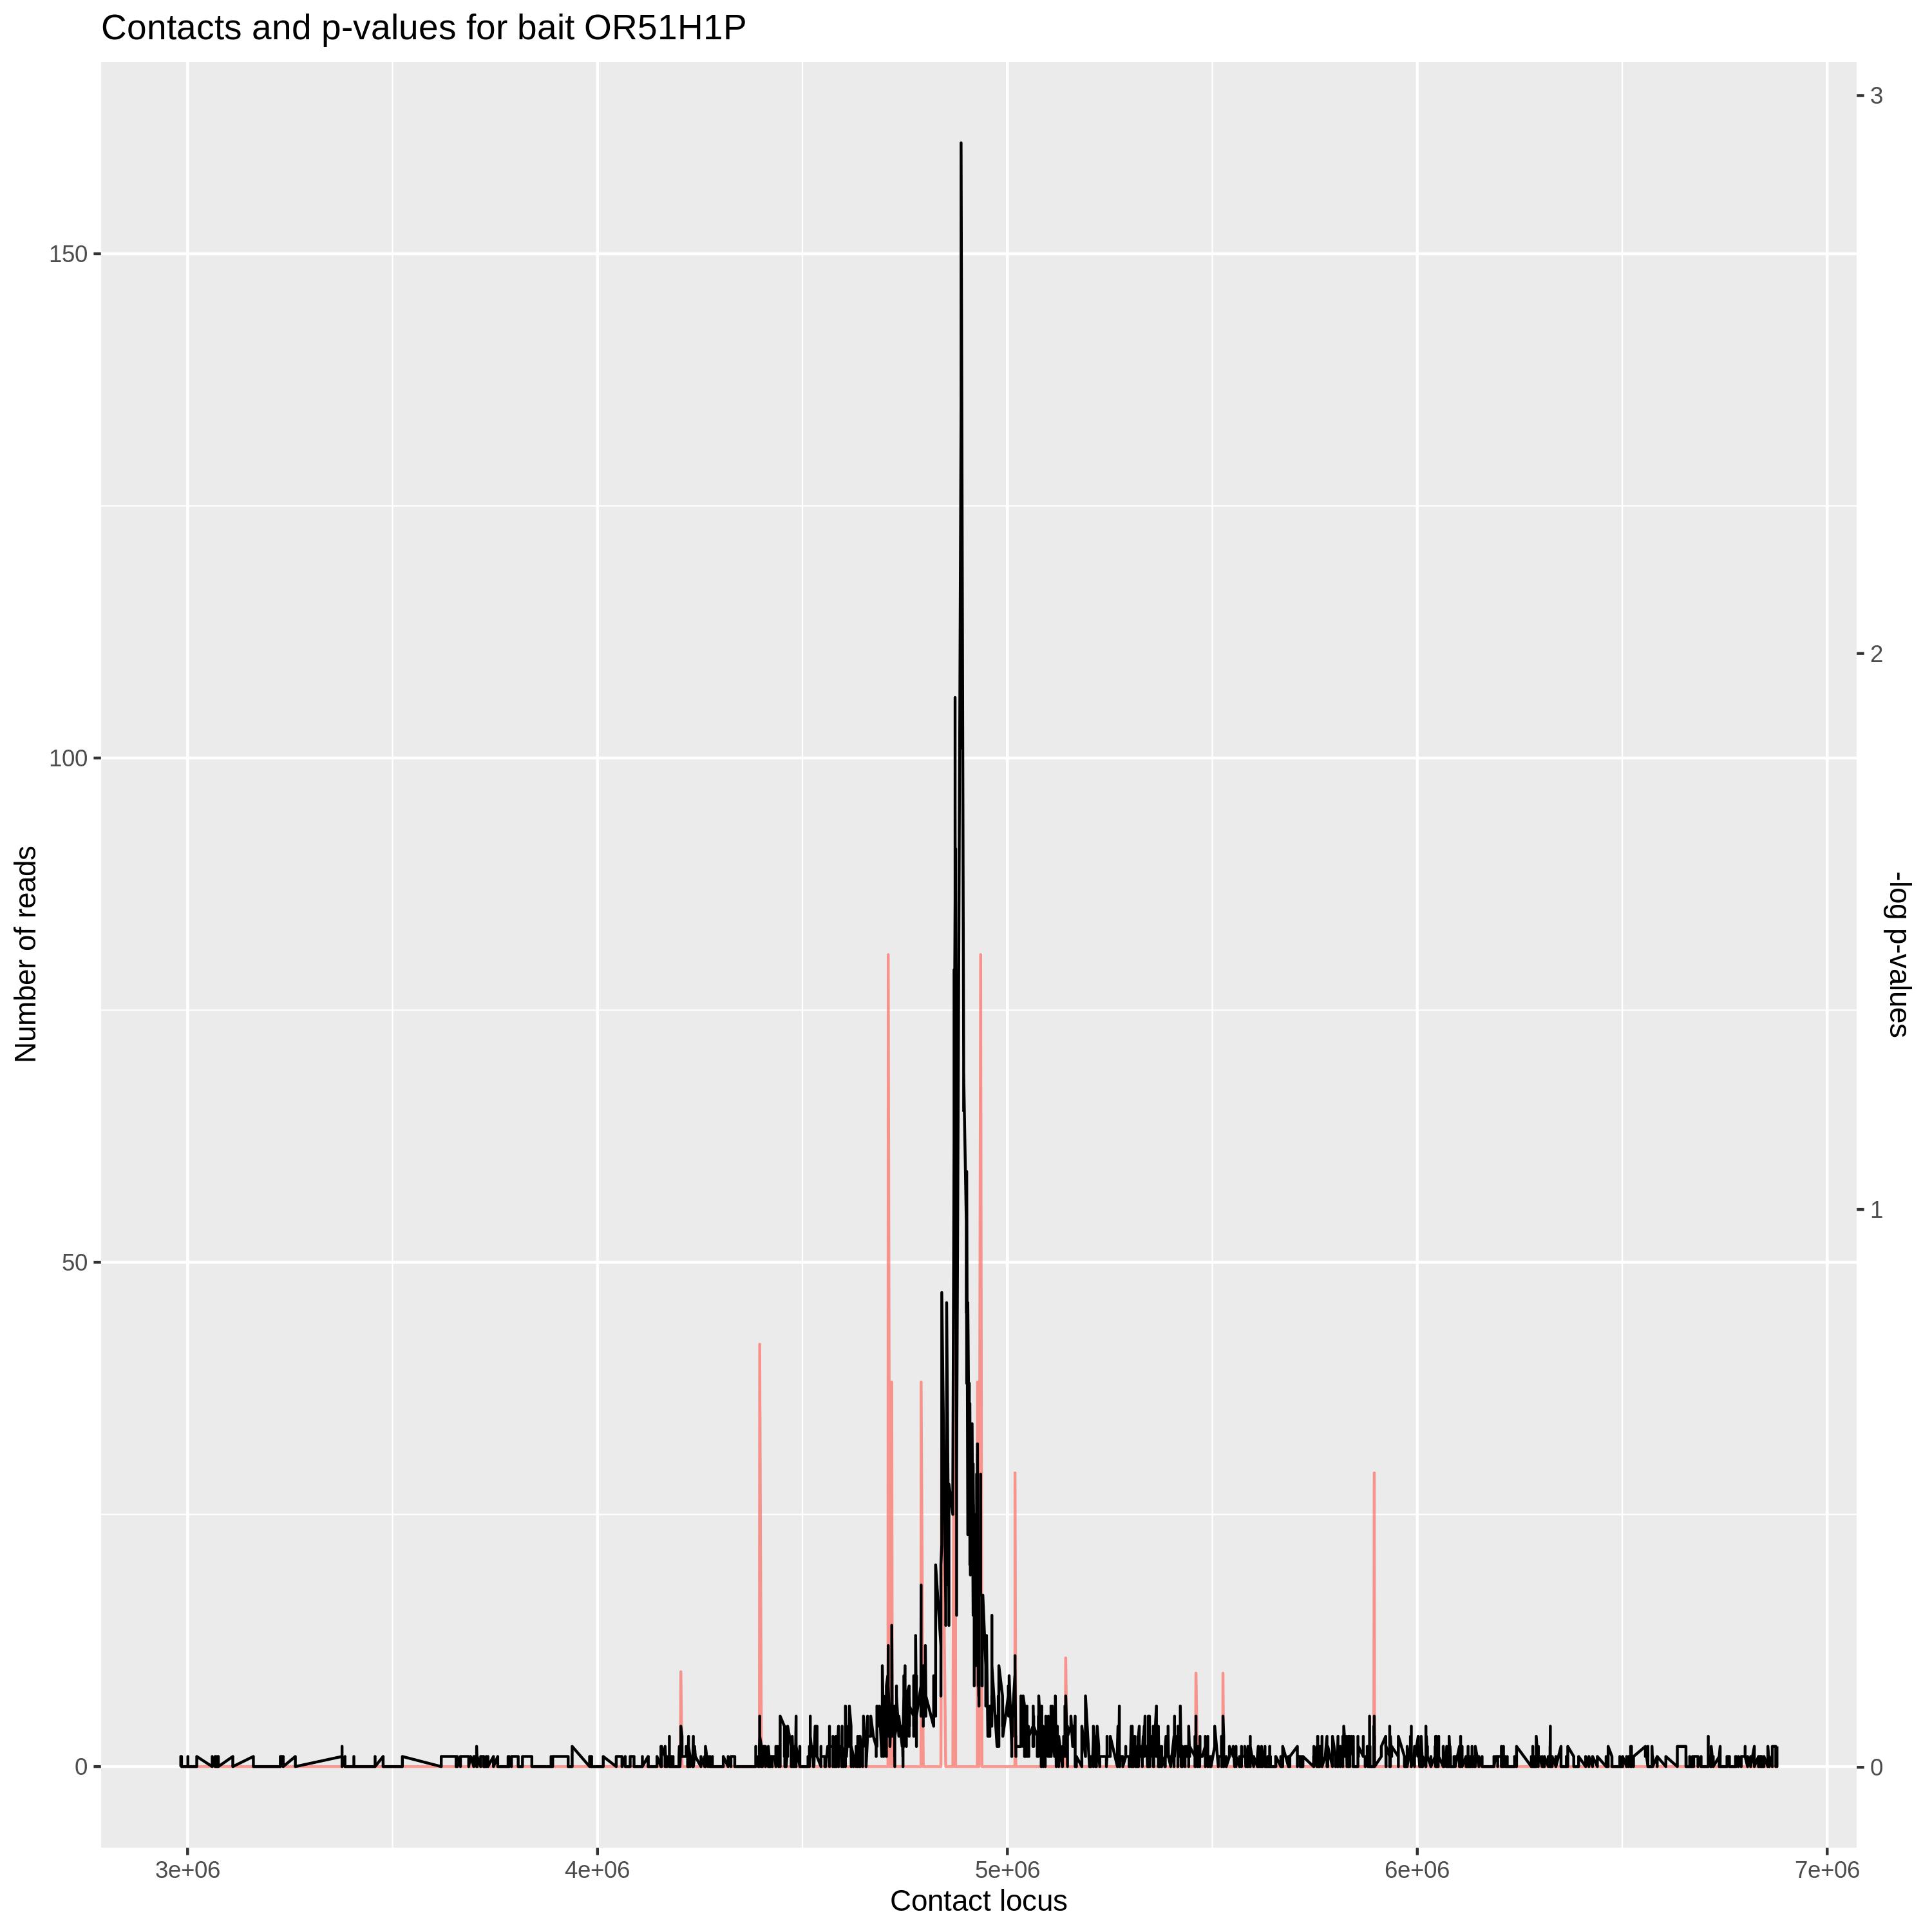 Contacts and p-values for bait OR51H1P
150
100
50
0
Number of reads
3
2
1
0
-log p-values
3e+06 4e+06 5e+06 6e+06 7e+06
Contact locus